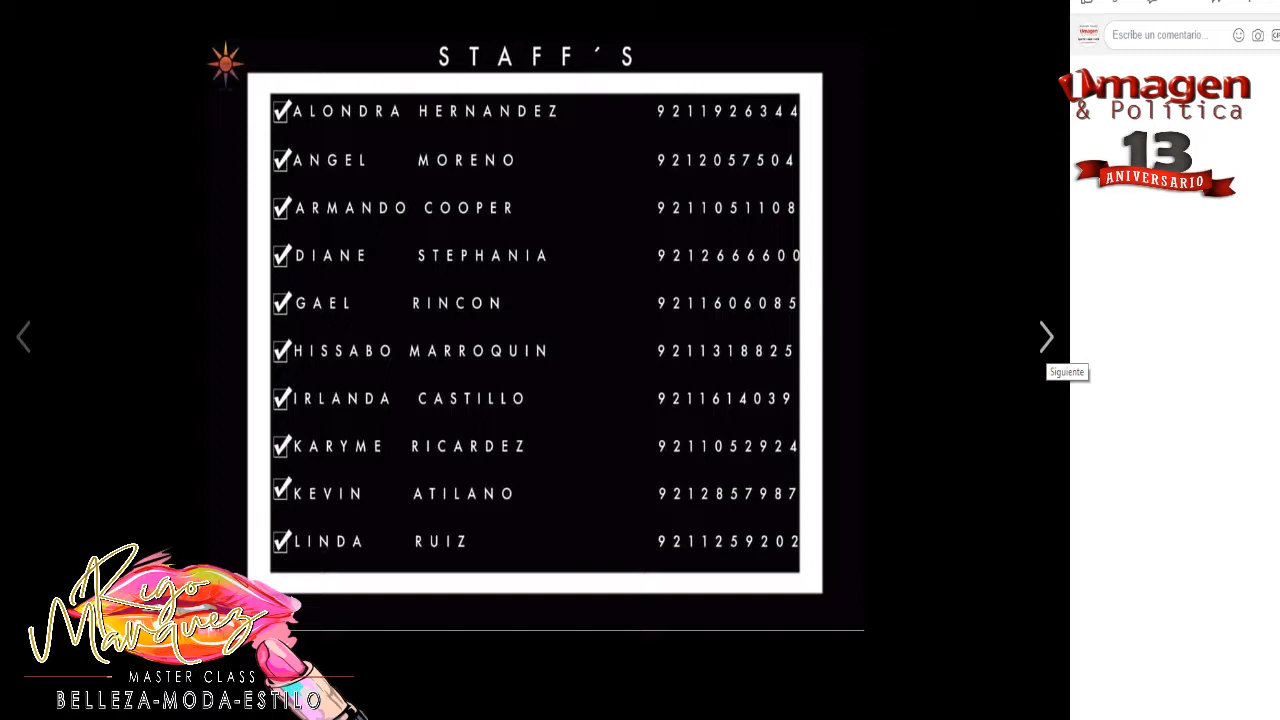 STAFF´S
ALONDRA HERNANDEZ 9211926344
ANGEL MORENO 9212057504
ARMANDO COOPER 9211051108
DIANE STEPHANIA 9212666600
GAEL RINCON 9211606085
HISSABO MARROQUIN 9211318825
IRLANDA CASTILLO 9211614039
KARYME RICARDEZ 9211052924
KEVIN ATILANO 9212857987
LINDA RUIZ 9211259202
Siguiente
Escribe un comentario...
Imagen
& Política
13
ANIVERSARIO
Rigo
Marquez
MASTER CLASS
BELLEZA-MODA-ESTILO